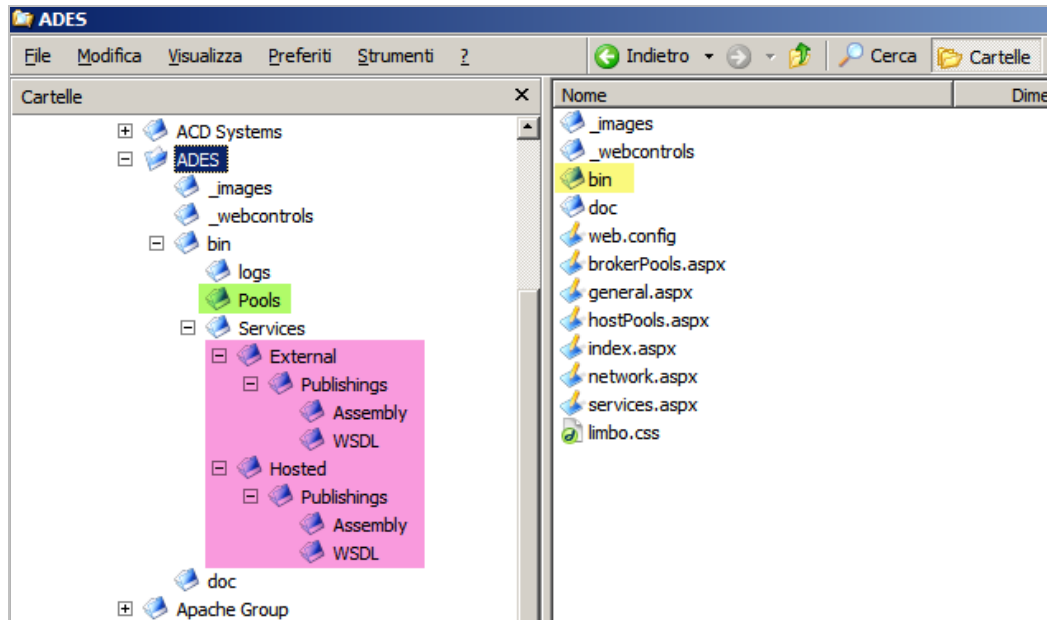 ADES
File Modifica Visualizza Preferiti Strumenti ? Indietro Cerca Cartelle
Cartelle
ACD Systems
ADES
_images
_webcontrols
bin
logs
Pools
Services
External
Publishings
Assembly
WSDL
Hosted
Publishings
Assembly
WSDL
doc
Apache Group
Nome Dime
_images
_webcontrols
bin
doc
web.config
brokerPools.aspx
general.aspx
hostPools.aspx
index.aspx
network.aspx
services.aspx
limbo.css